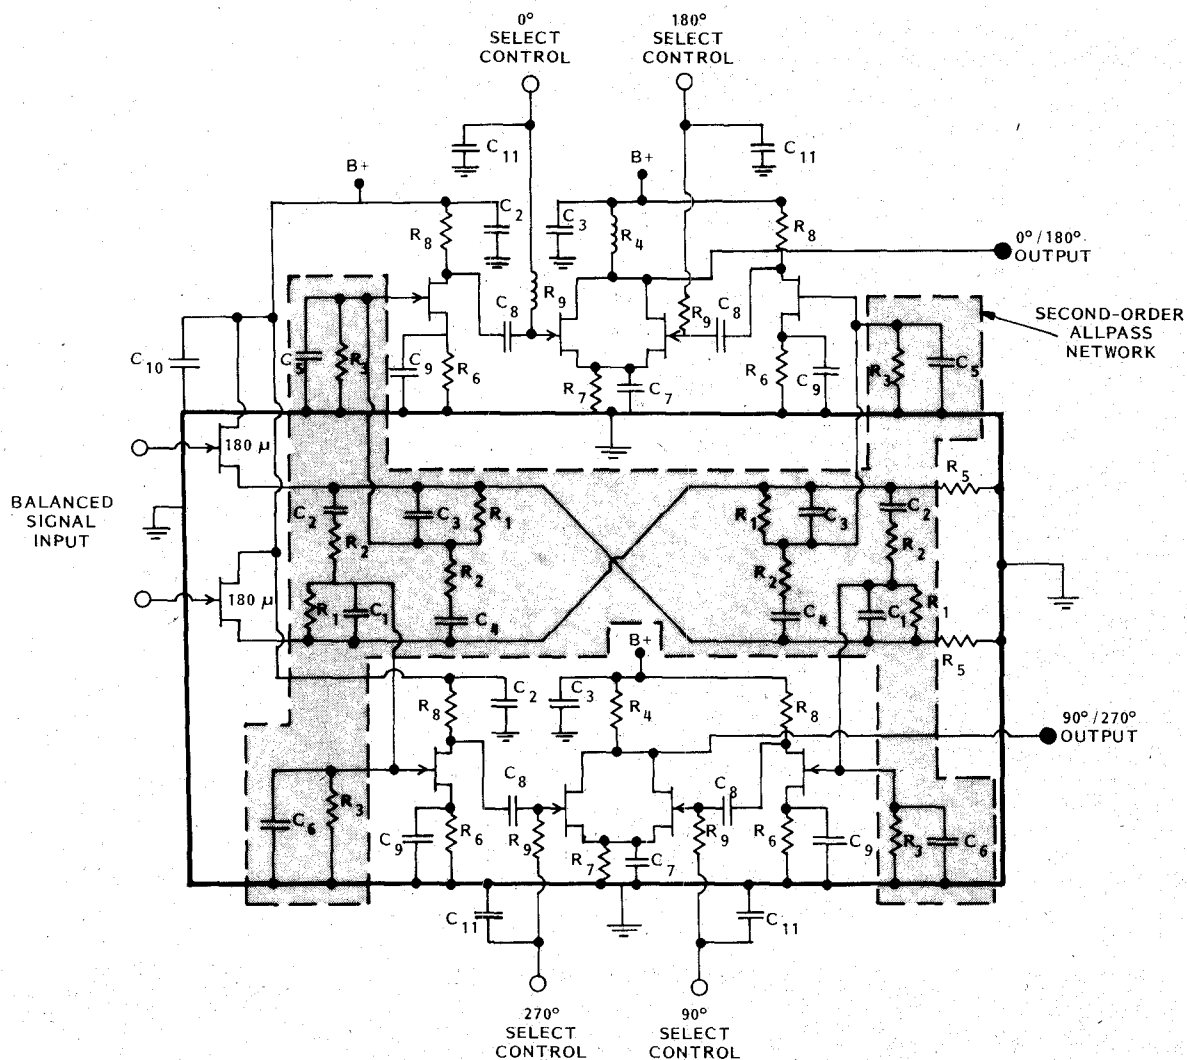 0° SELECT CONTROL
180° SELECT CONTROL
C11
C11
B+
B+
C2
C3
R8
R4
R8
0°/180° OUTPUT
R9
C8
R9
C8
SECOND-ORDER ALLPASS NETWORK
C10
C5
R3
C9
R6
R7
C7
R6
C9
R3
C5
180 μ
BALANCED SIGNAL INPUT
R5
C2
C3
R1
R1
C3
C2
R2
R2
R2
R2
180 μ
R1
C1
C4
C4
C1
R1
B+
R5
R8
C2
C3
R4
R8
90°/270° OUTPUT
C8
C8
C6
R3
C9
R6
R9
R7
C7
R9
R6
C9
R3
C6
C11
C11
270° SELECT CONTROL
90° SELECT CONTROL